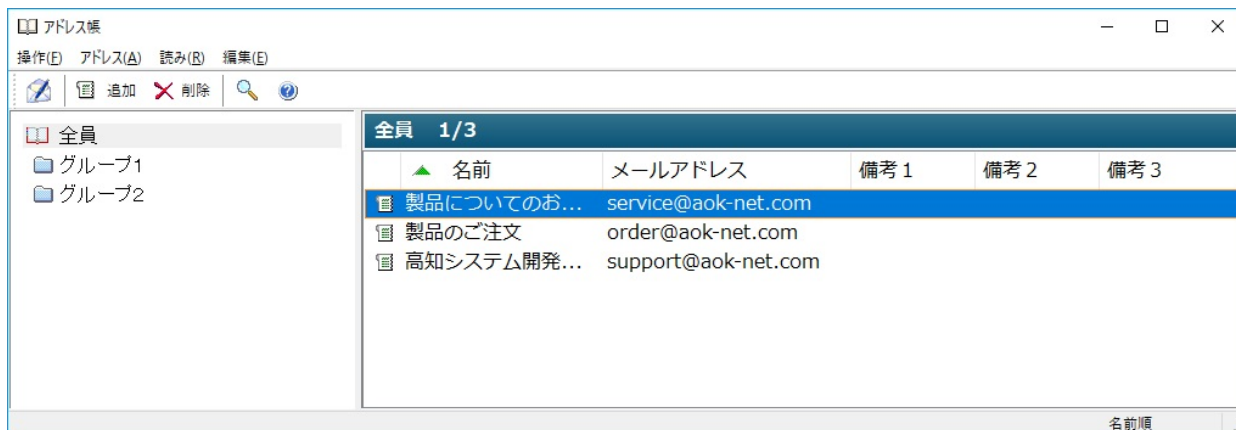 アドレス帳
操作(F) アドレス(A) 読み(R) 編集(E)
追加 削除
全員
グループ1
グループ2
全員 1/3
名前 メールアドレス 備考1 備考2 備考3
製品についてのお... service@aok-net.com
製品のご注文 order@aok-net.com
高知システム開発... support@aok-net.com
名前順